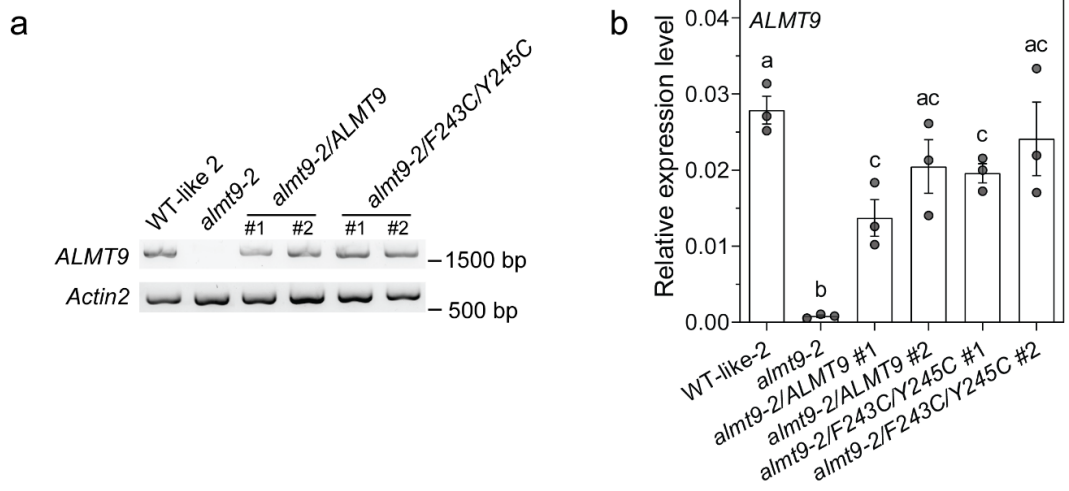 a
WT-like 2
almt9-2
almt9-2/ALMT9
almt9-2/F243C/Y245C
#1 #2 #1 #2
ALMT9
1500 bp
Actin2
500 bp
b
ALMT9
Relative expression level
0.04
0.03
0.02
0.01
0.00
a
b
c
ac
c
ac
WT-like-2
almt9-2
almt9-2/ALMT9 #1
almt9-2/ALMT9 #2
almt9-2/F243C/Y245C #1
almt9-2/F243C/Y245C #2